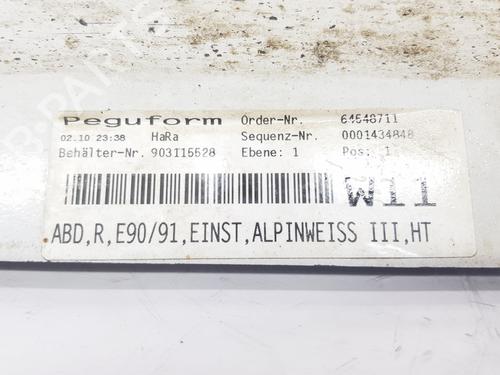 Peguform Order-Nr. 64548711
02.10 23:38 HaRa Sequenz-Nr. 0001434848
Behälter-Nr. 903115528 Ebene: 1 Pos: 1
W11
ABD,R,E90/91,EINST,ALPINWEISS III,HT